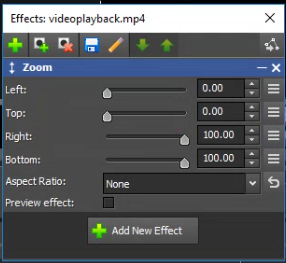 Effects: videoplayback.mp4
Zoom
Left: 0.00
Top: 0.00
Right: 100.00
Bottom: 100.00
Aspect Ratio: None
Preview effect:
Add New Effect